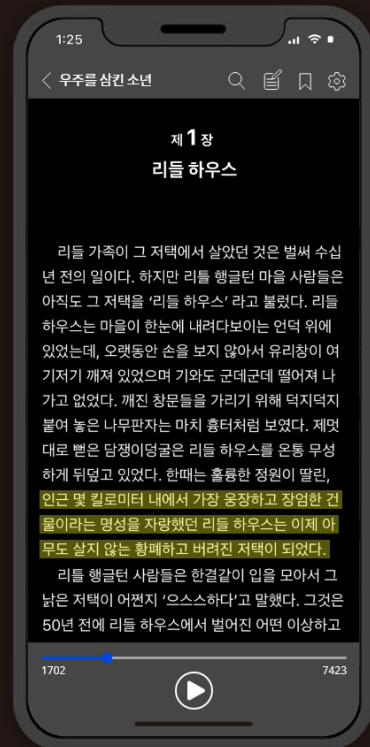 1:25
우주를 삼킨 소년
제 1 장
리들 하우스
리들 가족이 그 저택에서 살았던 것은 벌써 수십
년 전의 일이다. 하지만 리틀 행글턴 마을 사람들은
아직도 그 저택을 ‘리들 하우스’ 라고 불렀다. 리들
하우스는 마을이 한눈에 내려다보이는 언덕 위에
있었는데, 오랫동안 손을 보지 않아서 유리창이 여
기저기 깨져 있었으며 기와도 군데군데 떨어져 나
가고 없었다. 깨진 창문들을 가리기 위해 덕지덕지
붙여 놓은 나무판자는 마치 흉터처럼 보였다. 제멋
대로 뻗은 담쟁이덩굴은 리들 하우스를 온통 무성
하게 뒤덮고 있었다. 한때는 훌륭한 정원이 딸린,
인근 몇 킬로미터 내에서 가장 웅장하고 장엄한 건
물이라는 명성을 자랑했던 리들 하우스는 이제 아
무도 살지 않는 황폐하고 버려진 저택이 되었다.
리틀 행글턴 사람들은 한결같이 입을 모아서 그
낡은 저택이 어쩐지 ‘으스스하다’고 말했다. 그것은
50년 전에 리들 하우스에서 벌어진 어떤 이상하고
1702
7423